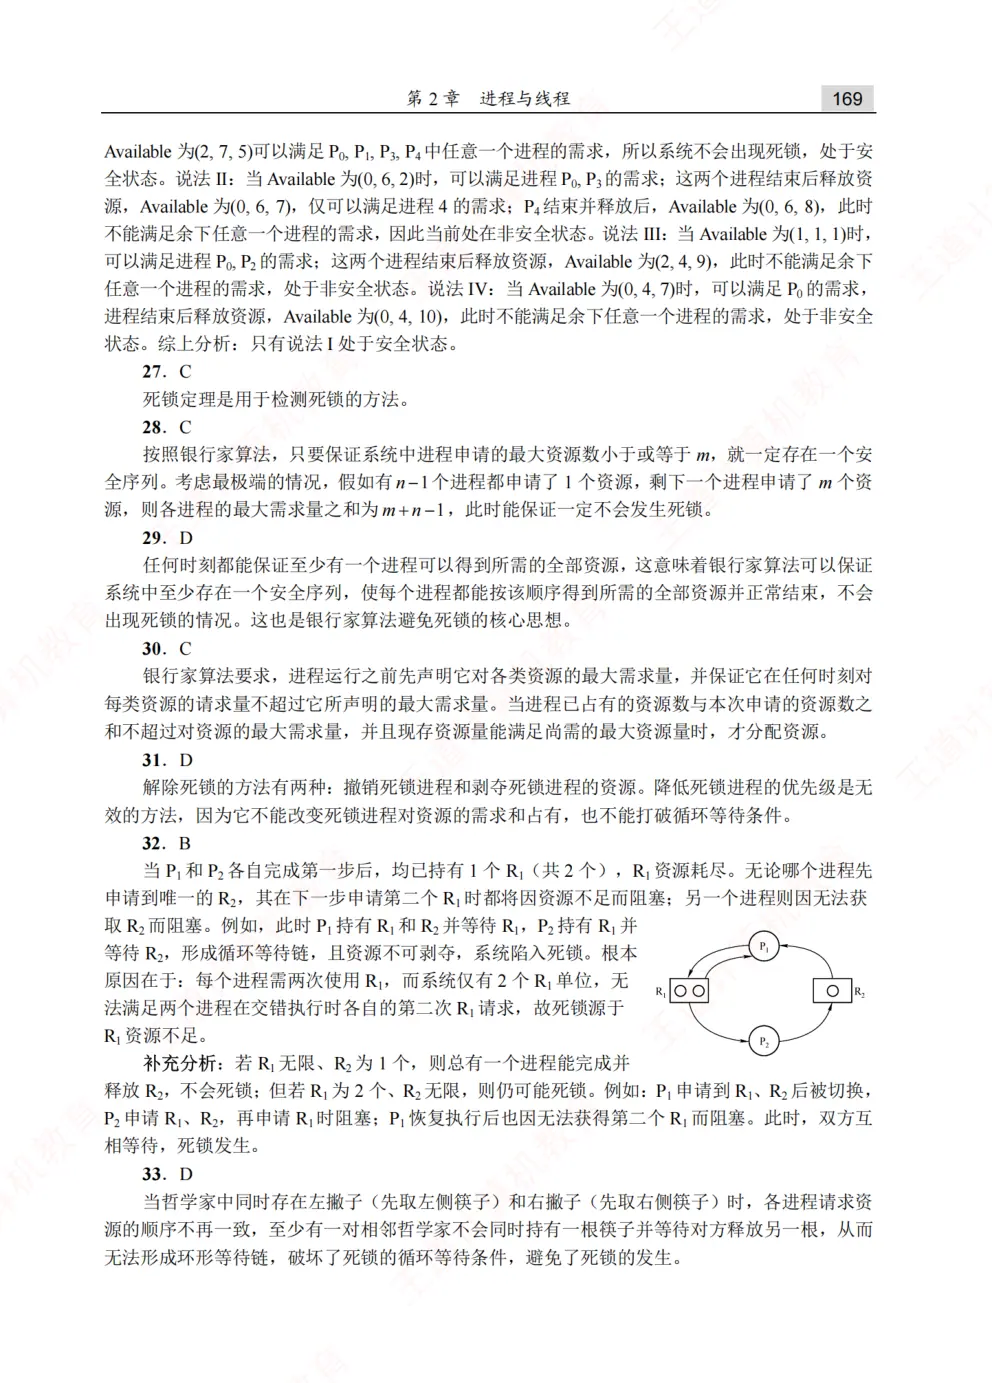 第 2 章 进程与线程
169
Available 为(2, 7, 5)可以满足 P0, P1, P3, P4 中任意一个进程的需求，所以系统不会出现死锁，处于安
全状态。说法 II：当 Available 为(0, 6, 2)时，可以满足进程 P0, P3 的需求；这两个进程结束后释放资
源，Available 为(0, 6, 7)，仅可以满足进程 4 的需求；P4 结束并释放后，Available 为(0, 6, 8)，此时
不能满足余下任意一个进程的需求，因此当前处在非安全状态。说法 III：当 Available 为(1, 1, 1)时，
可以满足进程 P0, P2 的需求；这两个进程结束后释放资源，Available 为(2, 4, 9)，此时不能满足余下
任意一个进程的需求，处于非安全状态。说法 IV：当 Available 为(0, 4, 7)时，可以满足 P0 的需求，
进程结束后释放资源，Available 为(0, 4, 10)，此时不能满足余下任意一个进程的需求，处于非安全
状态。综上分析：只有说法 I 处于安全状态。
27．C
死锁定理是用于检测死锁的方法。
28．C
按照银行家算法，只要保证系统中进程申请的最大资源数小于或等于 m，就一定存在一个安
全序列。考虑最极端的情况，假如有 n−1 个进程都申请了 1 个资源，剩下一个进程申请了 m 个资
源，则各进程的最大需求量之和为 m+n−1，此时能保证一定不会发生死锁。
29．D
任何时刻都能保证至少有一个进程可以得到所需的全部资源，这意味着银行家算法可以保证
系统中至少存在一个安全序列，使每个进程都能按该顺序得到所需的全部资源并正常结束，不会
出现死锁的情况。这也是银行家算法避免死锁的核心思想。
30．C
银行家算法要求，进程运行之前先声明它对各类资源的最大需求量，并保证它在任何时刻对
每类资源的请求量不超过它所声明的最大需求量。当进程已占有的资源数与本次申请的资源数之
和不超过对资源的最大需求量，并且现存资源量能满足尚需的最大资源量时，才分配资源。
31．D
解除死锁的方法有两种：撤销死锁进程和剥夺死锁进程的资源。降低死锁进程的优先级是无
效的方法，因为它不能改变死锁进程对资源的需求和占有，也不能打破循环等待条件。
32．B
当 P1 和 P2 各自完成第一步后，均已持有 1 个 R1（共 2 个），R1 资源耗尽。无论哪个进程先
申请到唯一的 R2，其在下一步申请第二个 R1 时都将因资源不足而阻塞；另一个进程则因无法获
取 R2 而阻塞。例如，此时 P1 持有 R1 和 R2 并等待 R1，P2 持有 R1 并
等待 R2，形成循环等待链，且资源不可剥夺，系统陷入死锁。根本
原因在于：每个进程需两次使用 R1，而系统仅有 2 个 R1 单位，无
法满足两个进程在交错执行时各自的第二次 R1 请求，故死锁源于
R1 资源不足。
P1
R1
R2
P2
补充分析：若 R1 无限、R2 为 1 个，则总有一个进程能完成并
释放 R2，不会死锁；但若 R1 为 2 个、R2 无限，则仍可能死锁。例如：P1 申请到 R1、R2 后被切换，
P2 申请 R1、R2，再申请 R1 时阻塞；P1 恢复执行后也因无法获得第二个 R1 而阻塞。此时，双方互
相等待，死锁发生。
33．D
当哲学家中同时存在左撇子（先取左侧筷子）和右撇子（先取右侧筷子）时，各进程请求资
源的顺序不再一致，至少有一对相邻哲学家不会同时持有一根筷子并等待对方释放另一根，从而
无法形成环形等待链，破坏了死锁的循环等待条件，避免了死锁的发生。